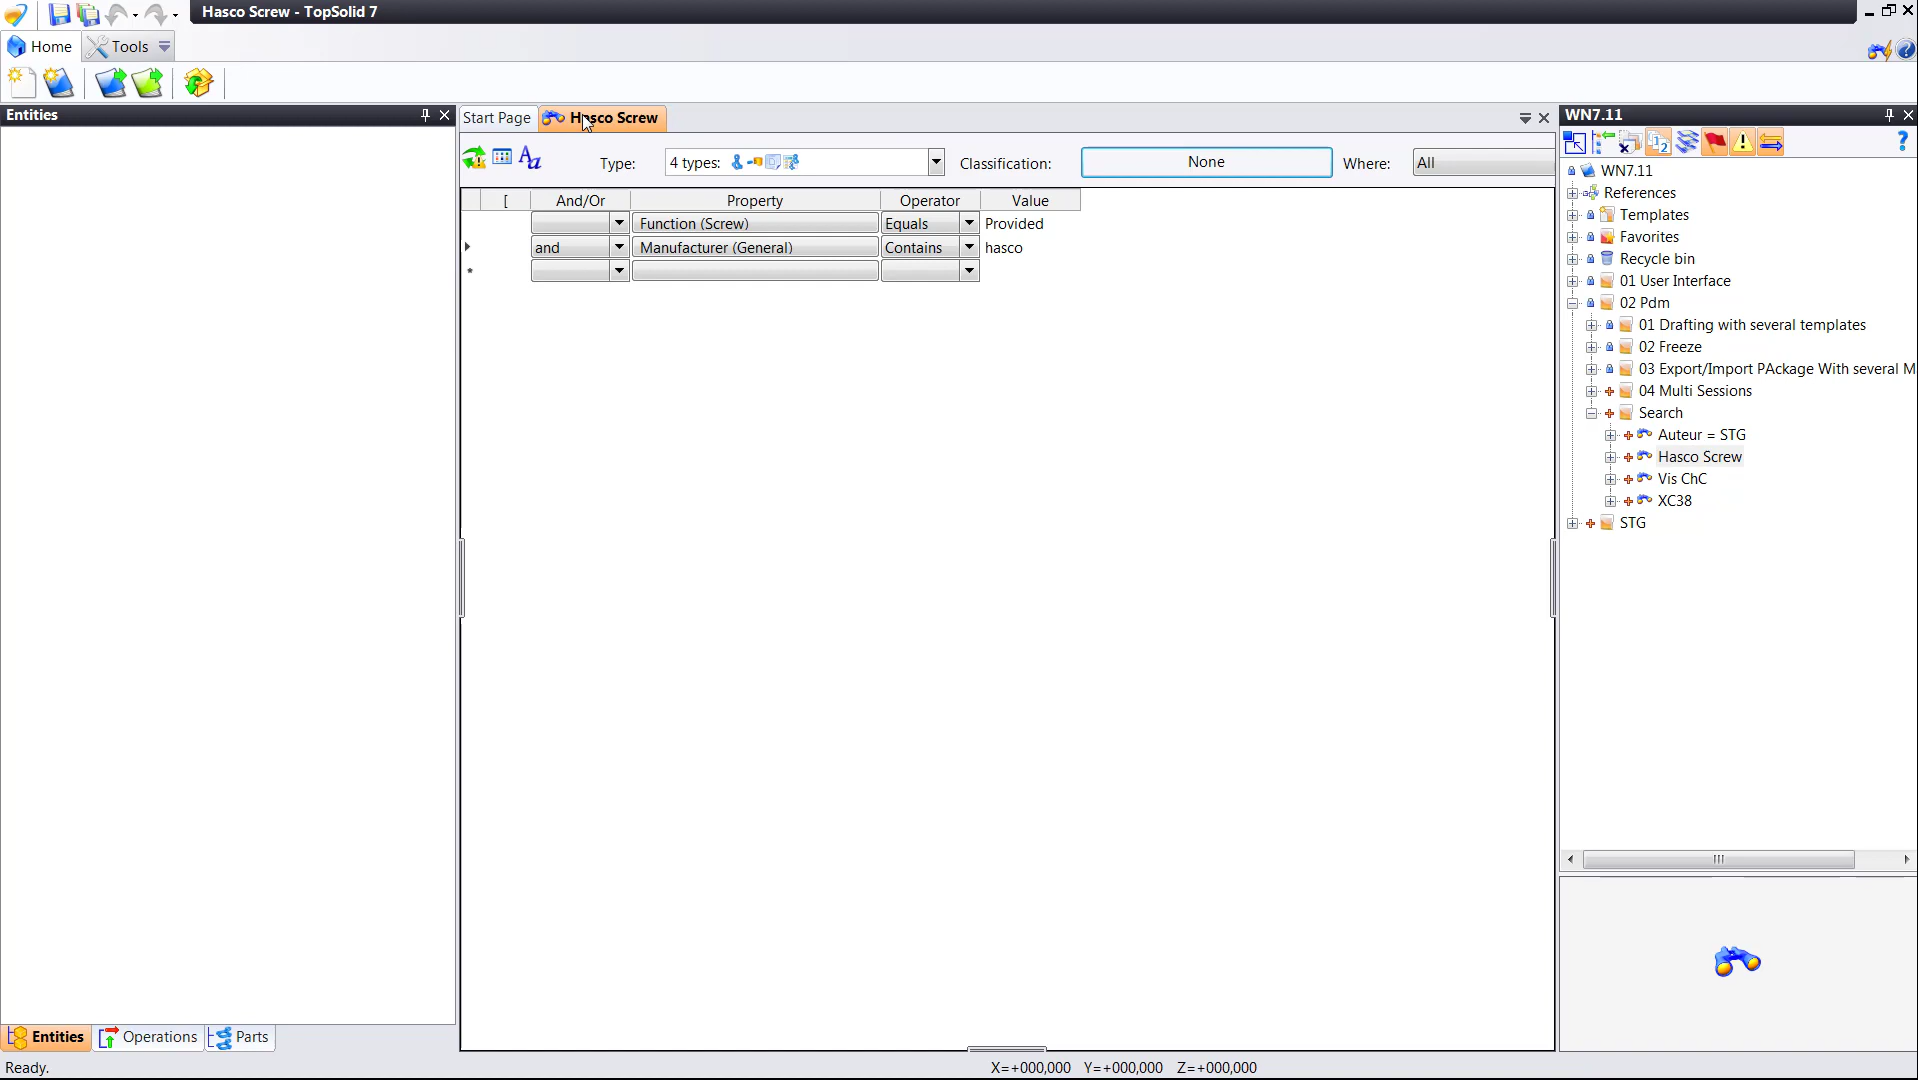 Hasco Screw - TopSolid 7
Home
Tools
Entities
Start Page
Hasco Screw
WN7.11
Type:
4 types:
Classification:
None
Where:
All
[
And/Or
Property
Operator
Value
Function (Screw)
Equals
Provided
and
Manufacturer (General)
Contains
hasco
*
WN7.11
References
Templates
Favorites
Recycle bin
01 User Interface
02 Pdm
01 Drafting with several templates
02 Freeze
03 Export/Import PAckage With several M
04 Multi Sessions
Search
Auteur = STG
Hasco Screw
Vis ChC
XC38
STG
Entities
Operations
Parts
Ready.
X=+000,000 Y=+000,000 Z=+000,000